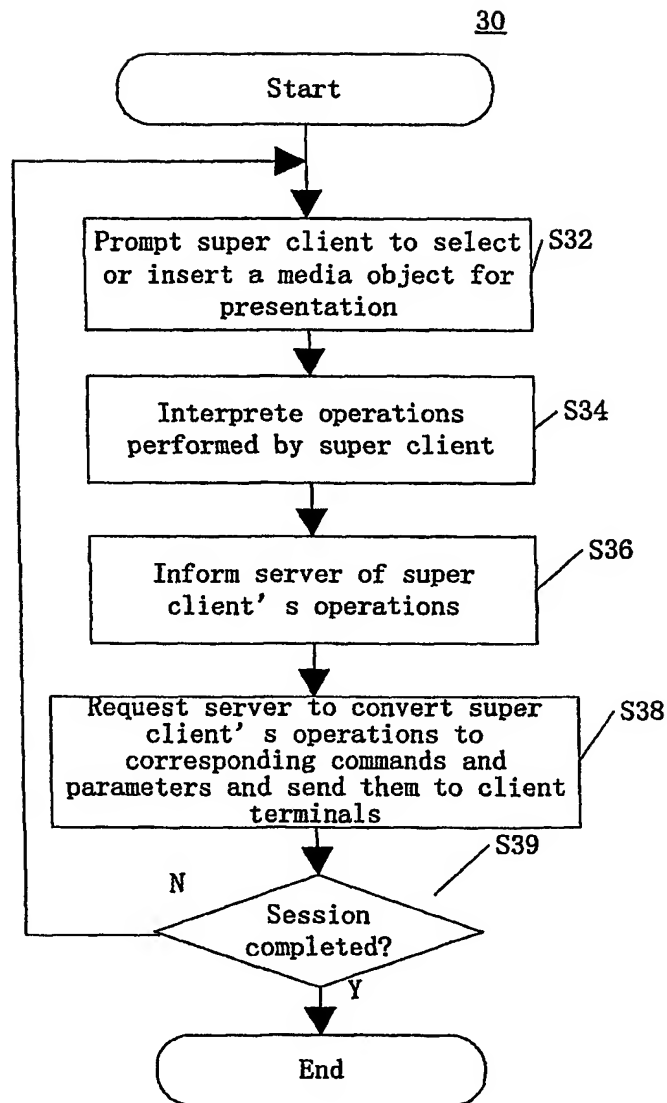 30
Start
Prompt super client to select
or insert a media object for
presentation
S32
Interprete operations
performed by super client
S34
Inform server of super
client' s operations
S36
Request server to convert super
client' s operations to
corresponding commands and
parameters and send them to client
terminals
S38
S39
N
Session
completed?
Y
End